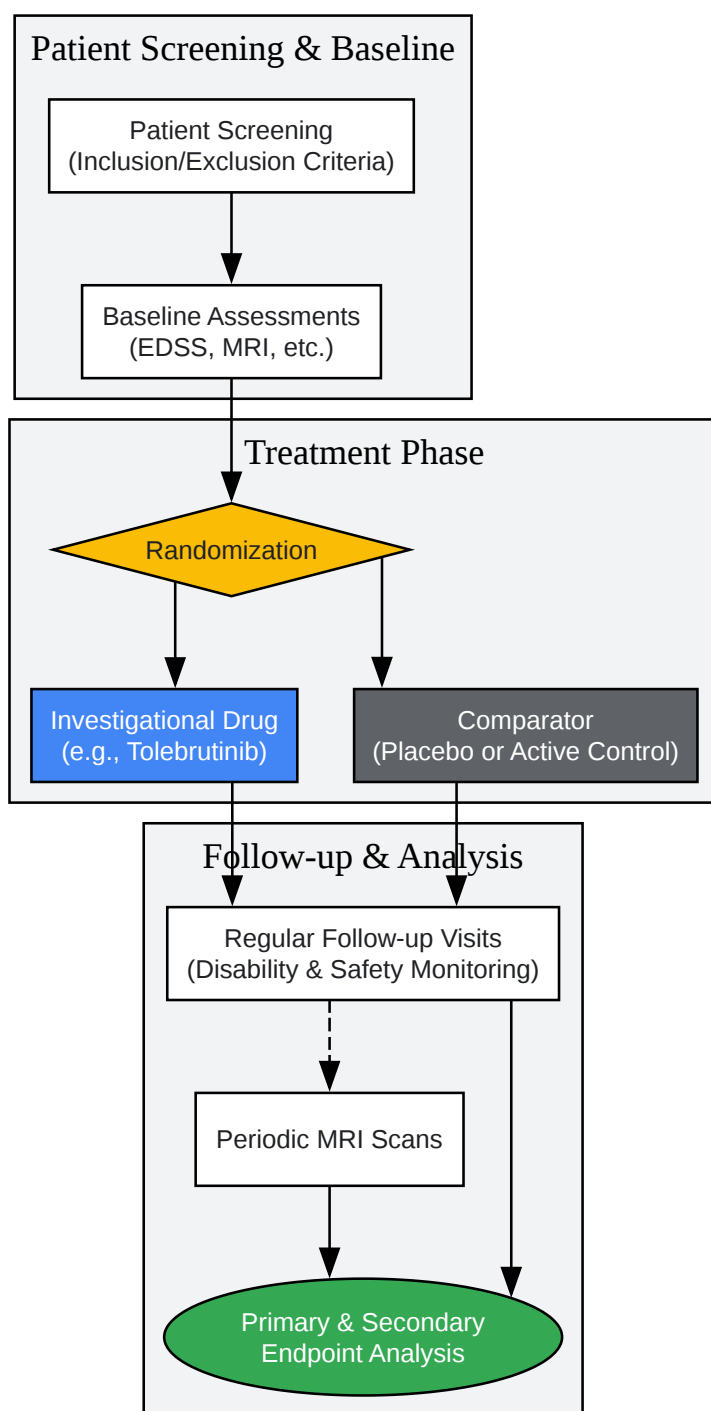 Patient Screening & Baseline
Patient Screening
(Inclusion/Exclusion Criteria)
Baseline Assessments
(EDSS, MRI, etc.)
Treatment Phase
Randomization
Investigational Drug
(e.g., Tolebrutinib)
Comparator
(Placebo or Active Control)
Follow-up & Analysis
Regular Follow-up Visits
(Disability & Safety Monitoring)
Periodic MRI Scans
Primary & Secondary
Endpoint Analysis